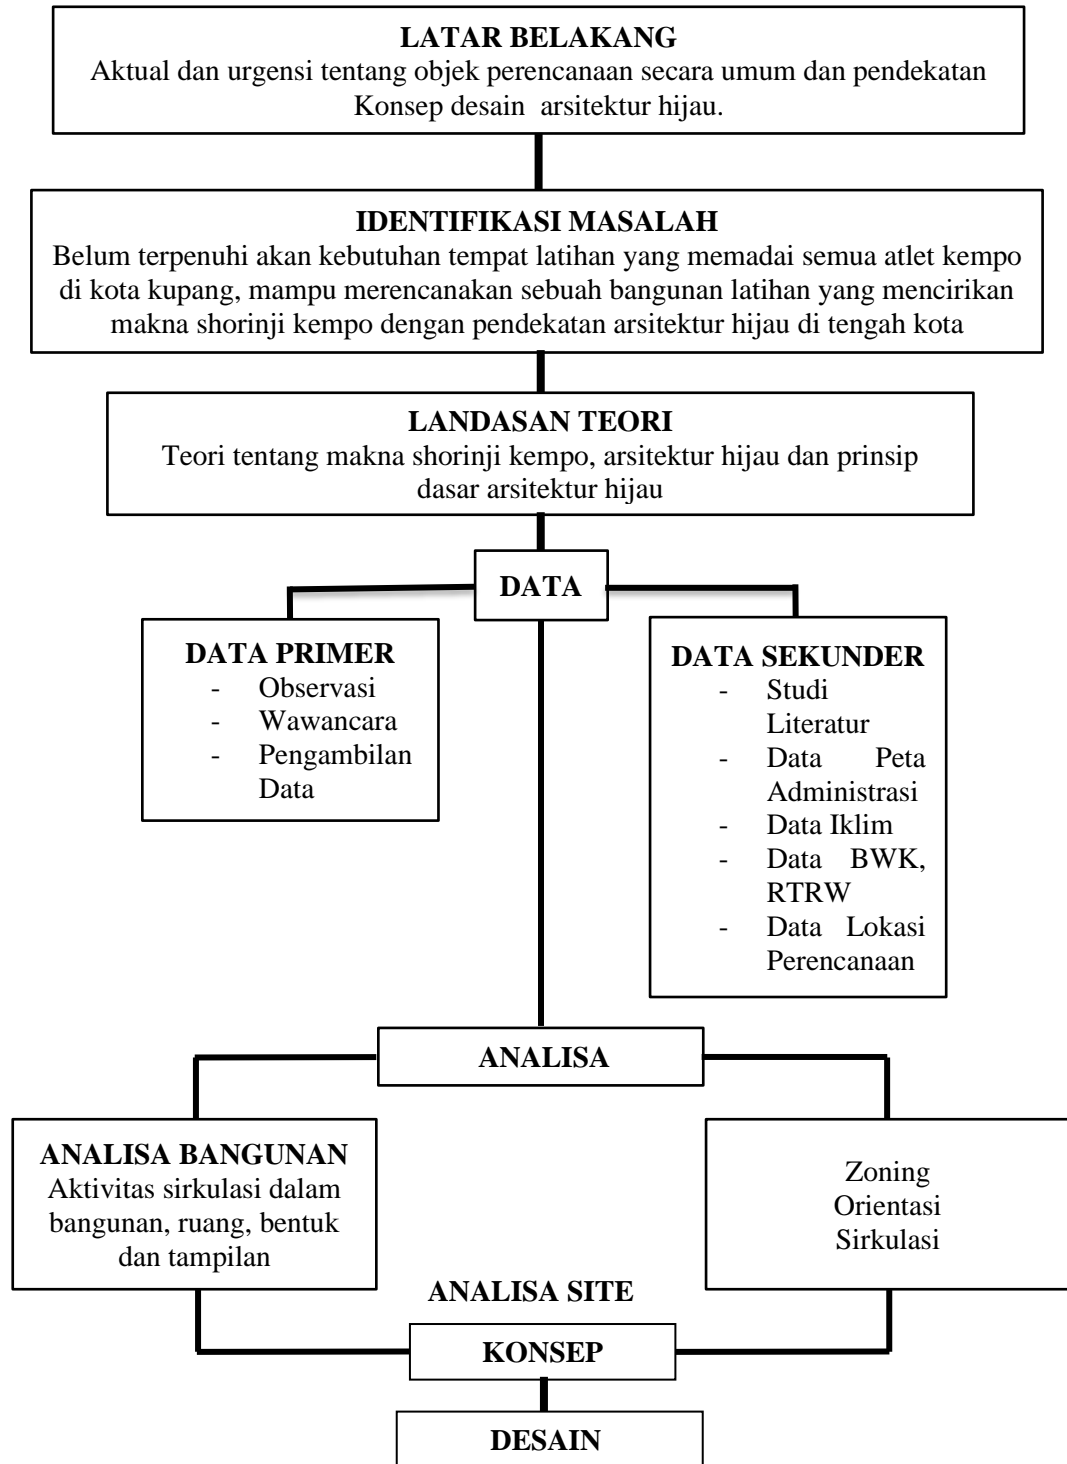 LATAR BELAKANG
Aktual dan urgensi tentang objek perencanaan secara umum dan pendekatan
Konsep desain arsitektur hijau.
IDENTIFIKASI MASALAH
Belum terpenuhi akan kebutuhan tempat latihan yang memadai semua atlet kempo
di kota kupang, mampu merencanakan sebuah bangunan latihan yang mencirikan
makna shorinji kempo dengan pendekatan arsitektur hijau di tengah kota
LANDASAN TEORI
Teori tentang makna shorinji kempo, arsitektur hijau dan prinsip
dasar arsitektur hijau
DATA
DATA PRIMER
- Observasi
- Wawancara
- Pengambilan
Data
DATA SEKUNDER
- Studi
Literatur
- Data Peta
Administrasi
- Data Iklim
- Data BWK,
RTRW
- Data Lokasi
Perencanaan
ANALISA
ANALISA BANGUNAN
Aktivitas sirkulasi dalam
bangunan, ruang, bentuk
dan tampilan
Zoning
Orientasi
Sirkulasi
ANALISA SITE
KONSEP
DESAIN